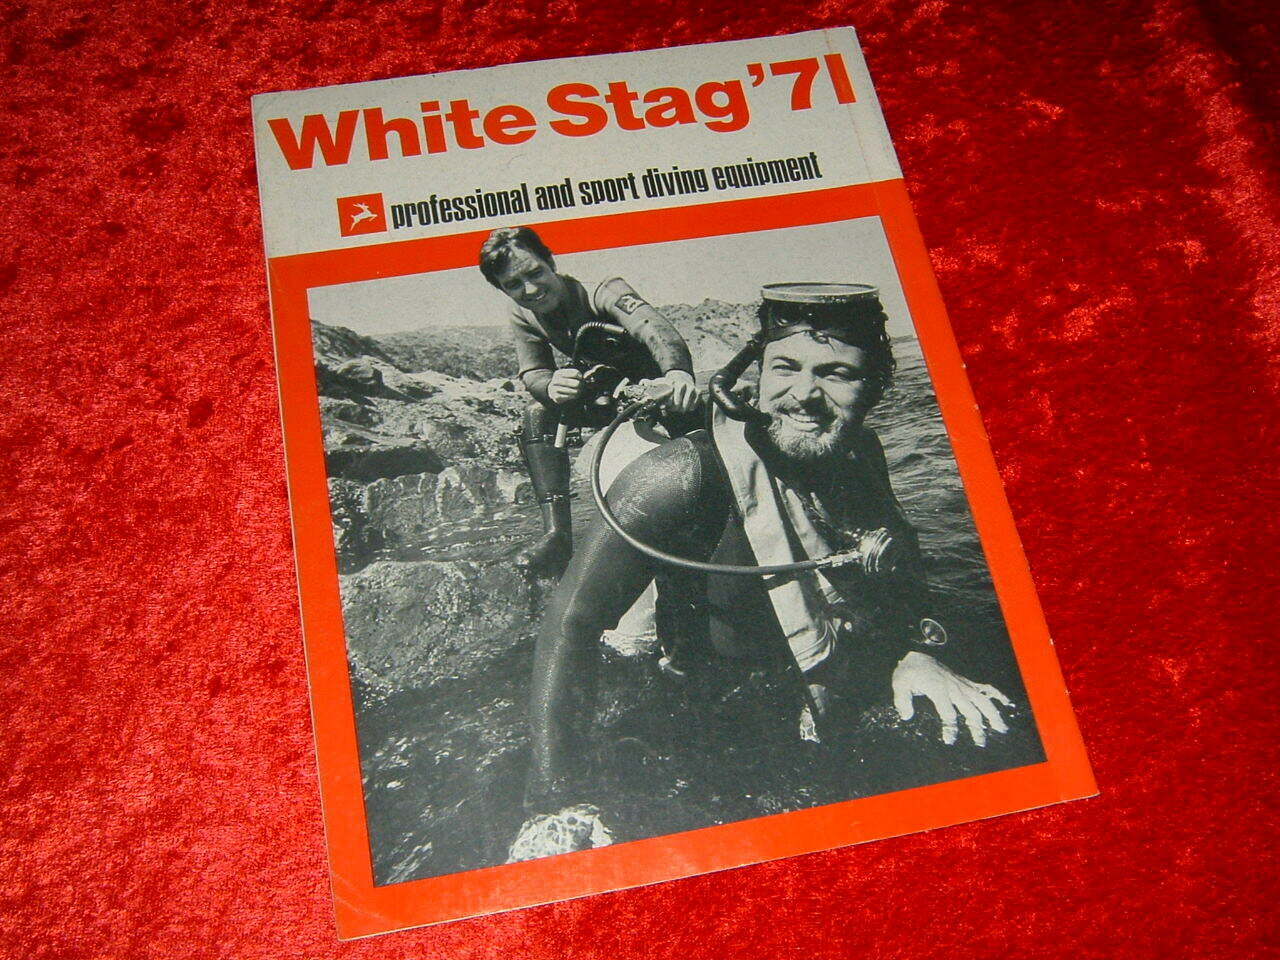 White Stag '71
professional and sport diving equipment